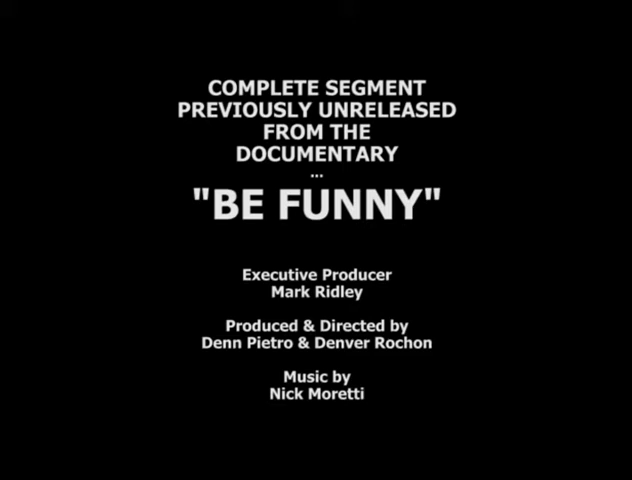 COMPLETE SEGMENT
PREVIOUSLY UNRELEASED
FROM THE
DOCUMENTARY
...
"BE FUNNY"
Executive Producer
Mark Ridley
Produced & Directed by
Denn Pietro & Denver Rochon
Music by
Nick Moretti